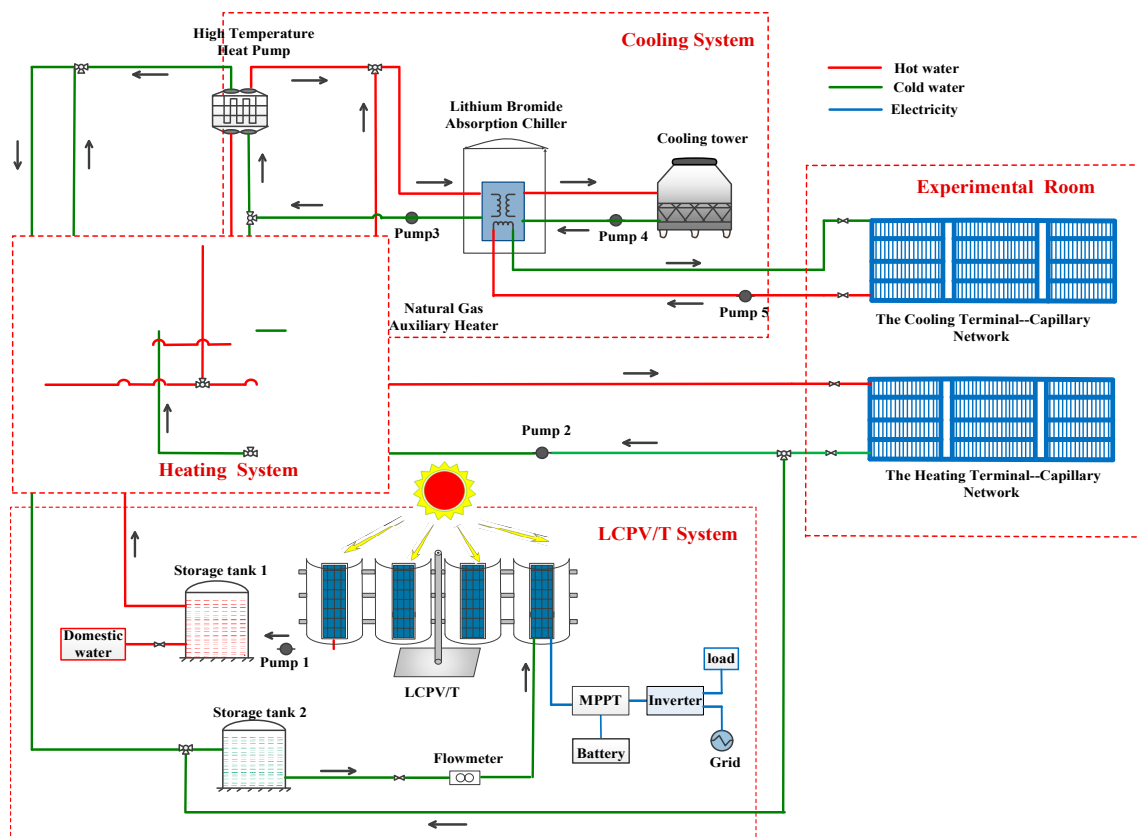 High Temperature
Heat Pump
Cooling System
Hot water
Cold water
Electricity
Lithium Bromide
Absorption Chiller
Cooling tower
Experimental Room
Pump3
Pump 4
Pump 5
Natural Gas
Auxiliary Heater
The Cooling Terminal--Capillary
Network
Pump 2
Heating System
The Heating Terminal--Capillary
Network
LCPV/T System
Storage tank 1
Domestic
water
Pump 1
LCPV/T
load
MPPT
Inverter
Storage tank 2
Flowmeter
Battery
Grid